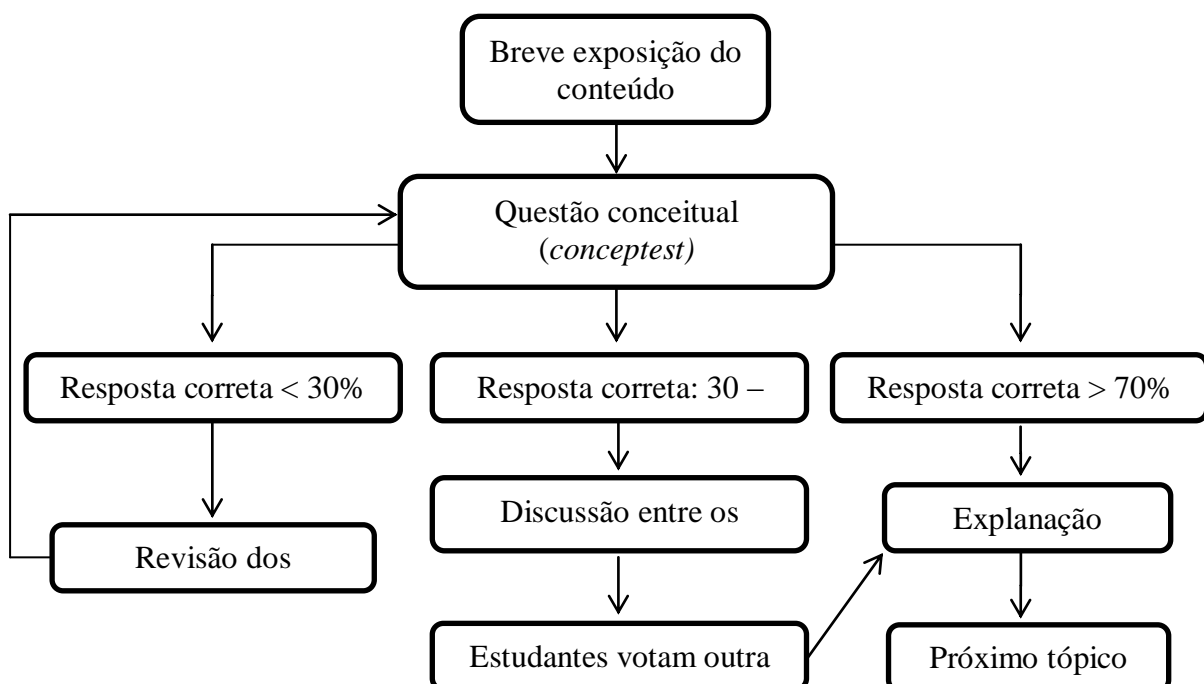 Breve exposição do
conteúdo
Questão conceitual
(conceptest)
Resposta correta < 30%
Resposta correta: 30 –
Resposta correta > 70%
Discussão entre os
Explanação
Revisão dos
Estudantes votam outra
Próximo tópico